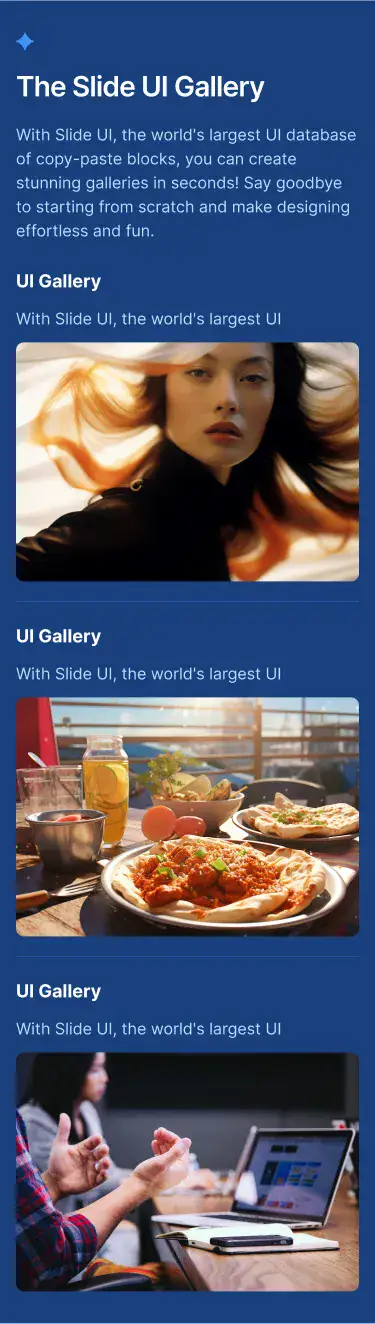 The Slide UI Gallery
With Slide UI, the world's largest UI database
of copy-paste blocks, you can create
stunning galleries in seconds! Say goodbye
to starting from scratch and make designing
effortless and fun.
UI Gallery
With Slide UI, the world's largest UI
UI Gallery
With Slide UI, the world's largest UI
UI Gallery
With Slide UI, the world's largest UI